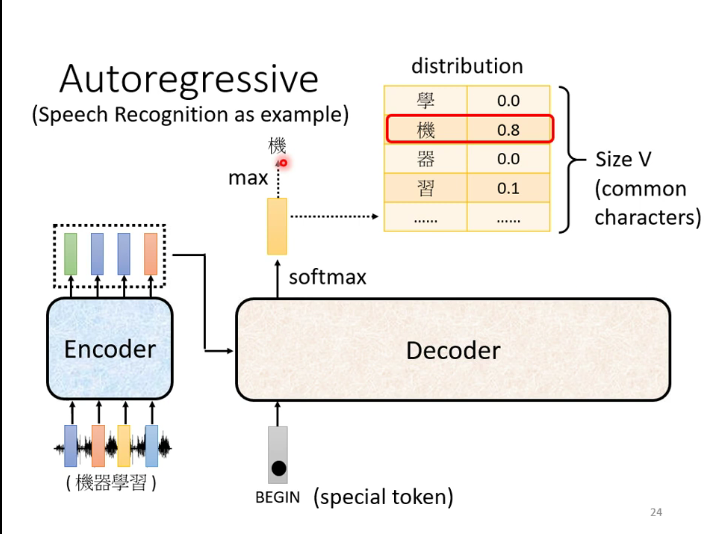 Autoregressive
(Speech Recognition as example)
distribution
學 0.0
機 0.8
器 0.0
習 0.1
…… ……
Size V
(common
characters)
機
max
softmax
Encoder
Decoder
(機器學習)
BEGIN (special token)
24